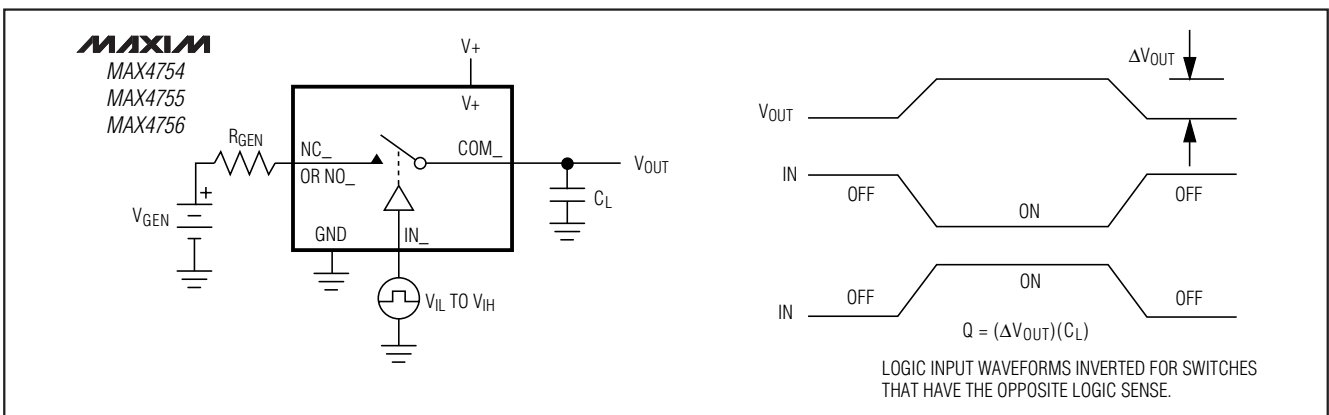 MAXIM
MAX4754
MAX4755
MAX4756
V+
V+
RGEN
NC_
OR NO_
COM_
VOUT
CL
+
VGEN
GND
IN_
VIL TO VIH
ΔVOUT
VOUT
IN
OFF
ON
OFF
IN
OFF
ON
OFF
Q = (ΔVOUT)(CL)
LOGIC INPUT WAVEFORMS INVERTED FOR SWITCHES
THAT HAVE THE OPPOSITE LOGIC SENSE.